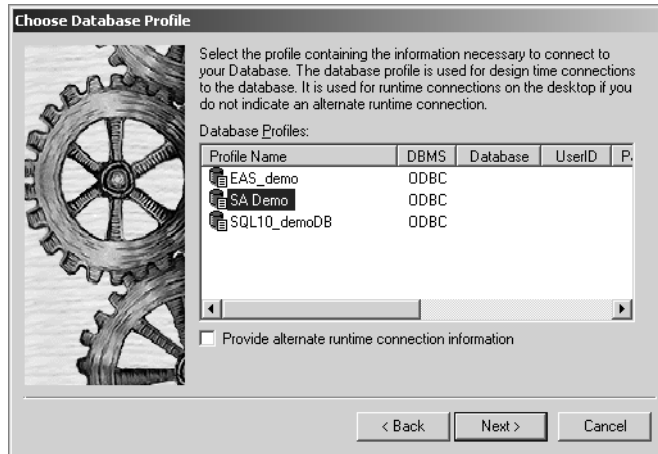 Choose Database Profile
Select the profile containing the information necessary to connect to
your Database. The database profile is used for design time connections
to the database. It is used for runtime connections on the desktop if you
do not indicate an alternate runtime connection.
Database Profiles:
Profile Name DBMS Database UserID P.
EAS_demo ODBC
SA Demo ODBC
SQL10_demoDB ODBC
Provide alternate runtime connection information
< Back Next > Cancel